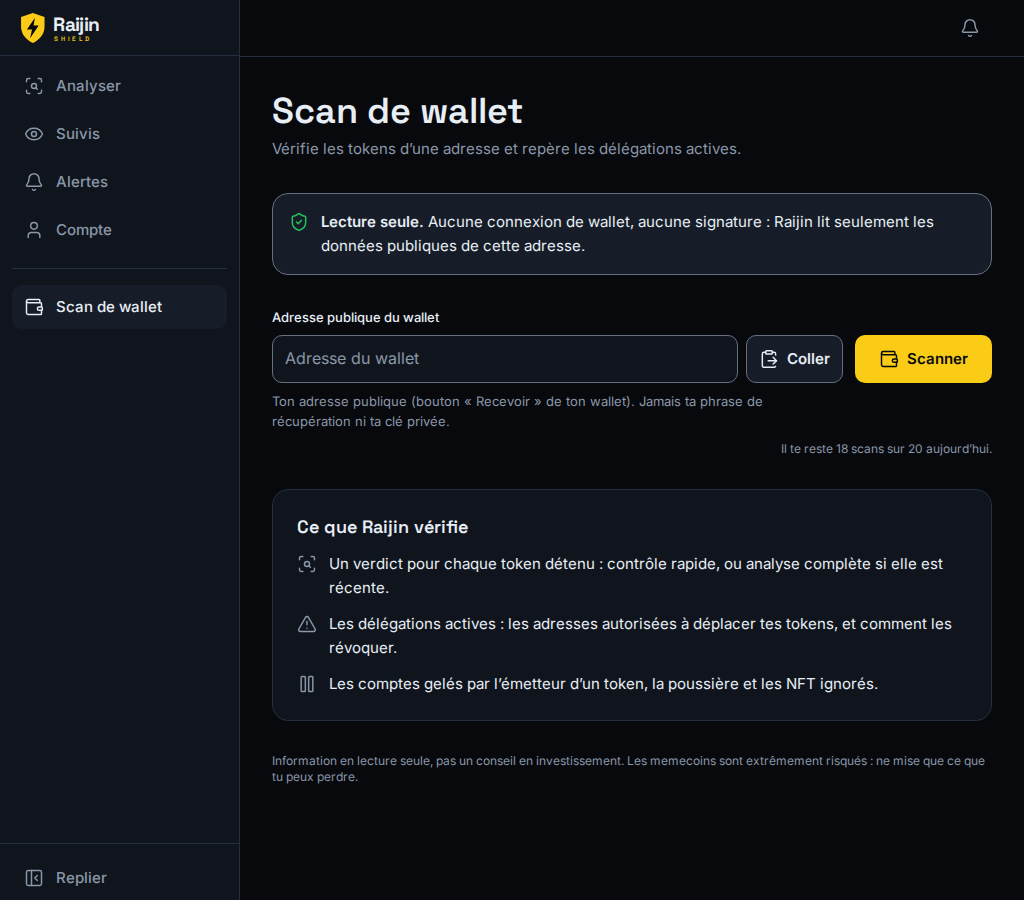 Raijin
SHIELD
Analyser
Suivis
Alertes
Compte
Scan de wallet
Replier
Scan de wallet
Vérifie les tokens d’une adresse et repère les délégations actives.
Lecture seule. Aucune connexion de wallet, aucune signature : Raijin lit seulement les
données publiques de cette adresse.
Adresse publique du wallet
Adresse du wallet
Coller
Scanner
Ton adresse publique (bouton « Recevoir » de ton wallet). Jamais ta phrase de
récupération ni ta clé privée.
Il te reste 18 scans sur 20 aujourd’hui.
Ce que Raijin vérifie
Un verdict pour chaque token détenu : contrôle rapide, ou analyse complète si elle est
récente.
Les délégations actives : les adresses autorisées à déplacer tes tokens, et comment les
révoquer.
Les comptes gelés par l’émetteur d’un token, la poussière et les NFT ignorés.
Information en lecture seule, pas un conseil en investissement. Les memecoins sont extrêmement risqués : ne mise que ce que
tu peux perdre.